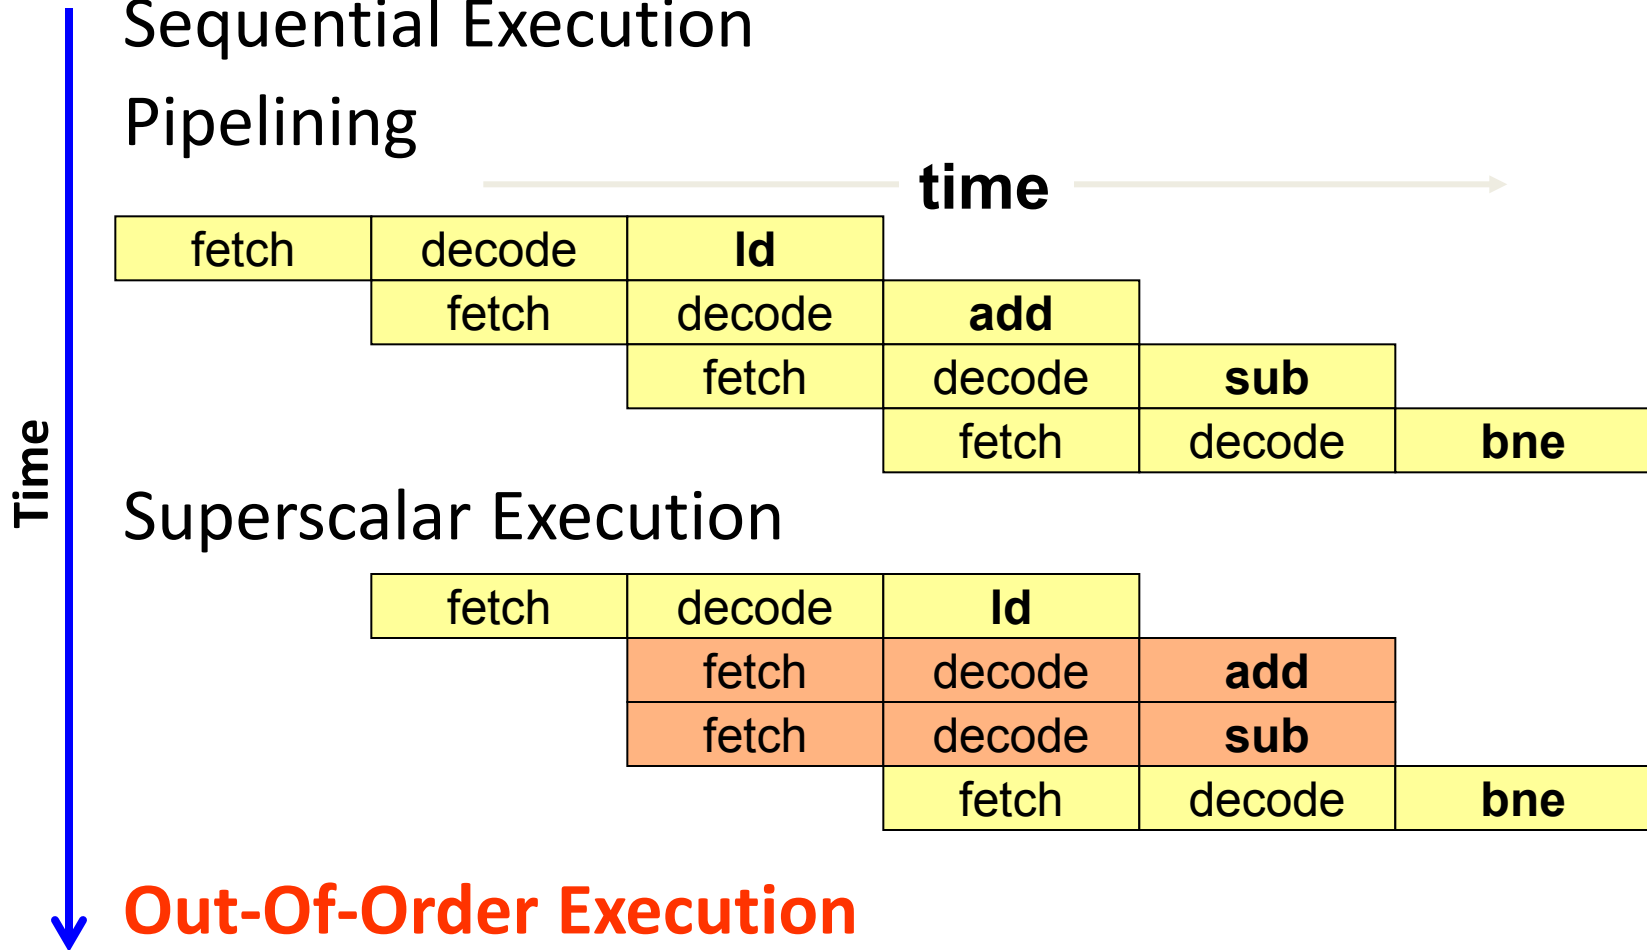 Sequential Execution
Pipelining
time
fetch decode ld
fetch decode add
fetch decode sub
fetch decode bne
Time
Superscalar Execution
fetch decode ld
fetch decode add
fetch decode sub
fetch decode bne
Out-Of-Order Execution